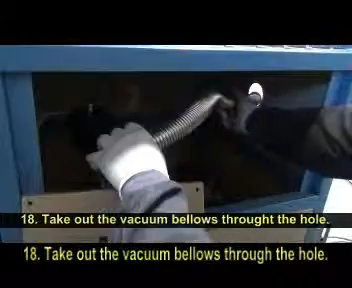 18. Take out the vacuum bellows throught the hole.
18. Take out the vacuum bellows through the hole.